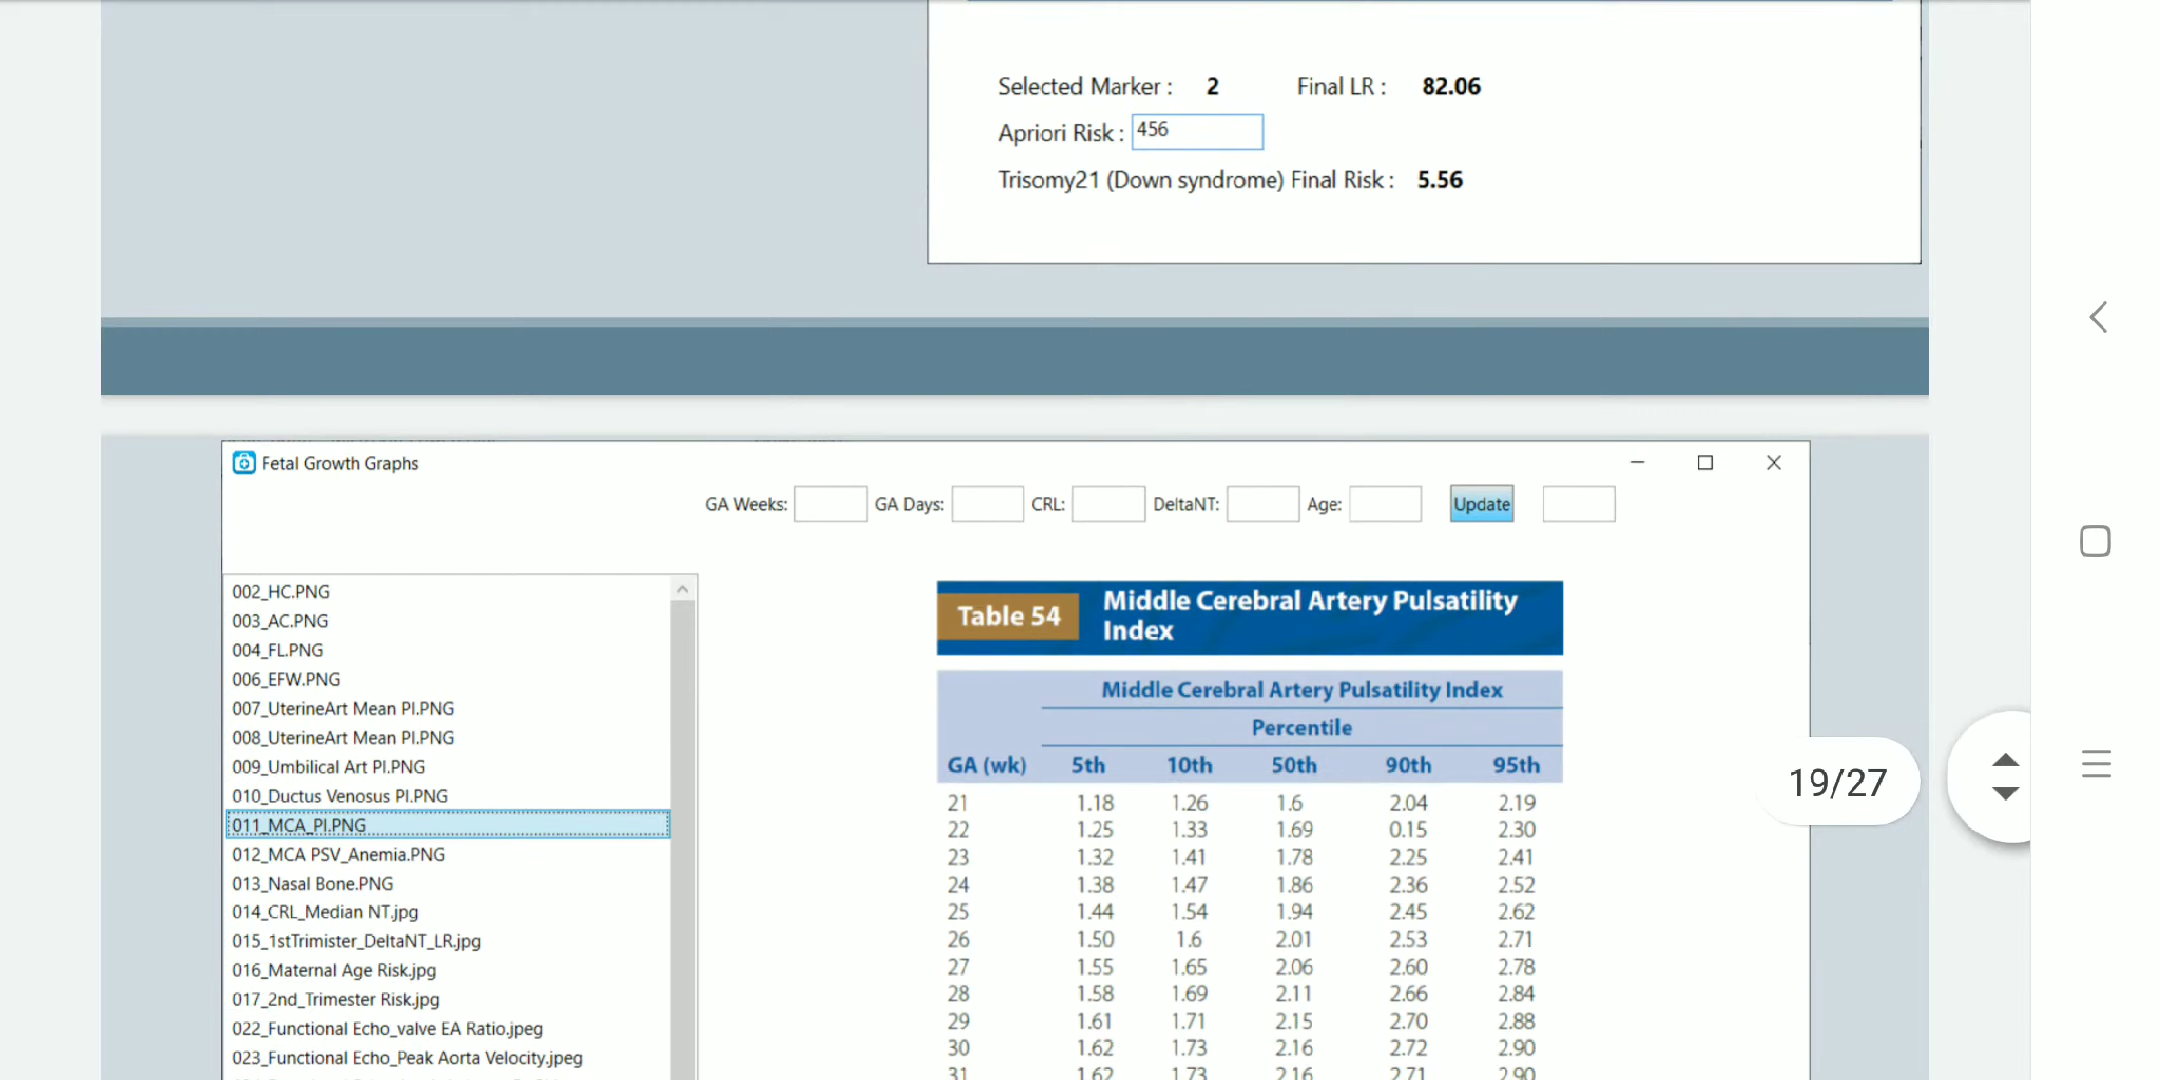 Selected Marker : 2 Final LR : 82.06
Apriori Risk : 456
Trisomy21 (Down syndrome) Final Risk : 5.56
Fetal Growth Graphs
GA Weeks: GA Days: CRL: DeltaNT: Age: Update
002_HC.PNG
003_AC.PNG
004_FL.PNG
006_EFW.PNG
007_UterineArt Mean PI.PNG
008_UterineArt Mean PI.PNG
009_Umbilical Art PI.PNG
010_Ductus Venosus PI.PNG
011_MCA_PI.PNG
012_MCA PSV_Anemia.PNG
013_Nasal Bone.PNG
014_CRL_Median NT.jpg
015_1stTrimister_DeltaNT_LR.jpg
016_Maternal Age Risk.jpg
017_2nd_Trimester Risk.jpg
022_Functional Echo_valve EA Ratio.jpeg
023_Functional Echo_Peak Aorta Velocity.jpeg
Table 54 Middle Cerebral Artery Pulsatility
Index
Middle Cerebral Artery Pulsatility Index
Percentile
GA (wk) 5th 10th 50th 90th 95th
21 1.18 1.26 1.6 2.04 2.19
22 1.25 1.33 1.69 0.15 2.30
23 1.32 1.41 1.78 2.25 2.41
24 1.38 1.47 1.86 2.36 2.52
25 1.44 1.54 1.94 2.45 2.62
26 1.50 1.6 2.01 2.53 2.71
27 1.55 1.65 2.06 2.60 2.78
28 1.58 1.69 2.11 2.66 2.84
29 1.61 1.71 2.15 2.70 2.88
30 1.62 1.73 2.16 2.72 2.90
31 1.62 1.73 2.16 2.71 2.90
19/27